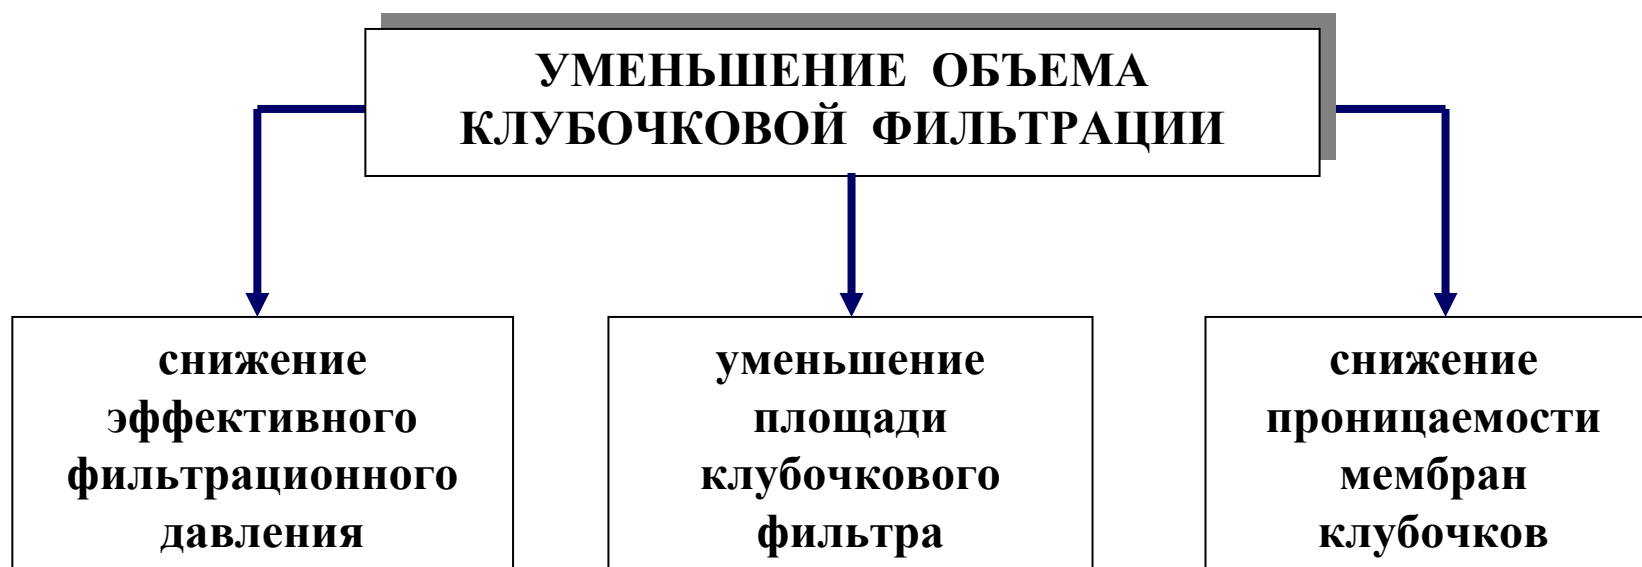 УМЕНЬШЕНИЕ ОБЪЕМА
КЛУБОЧКОВОЙ ФИЛЬТРАЦИИ
снижение
эффективного
фильтрационного
давления
уменьшение
площади
клубочкового
фильтра
снижение
проницаемости
мембран
клубочков